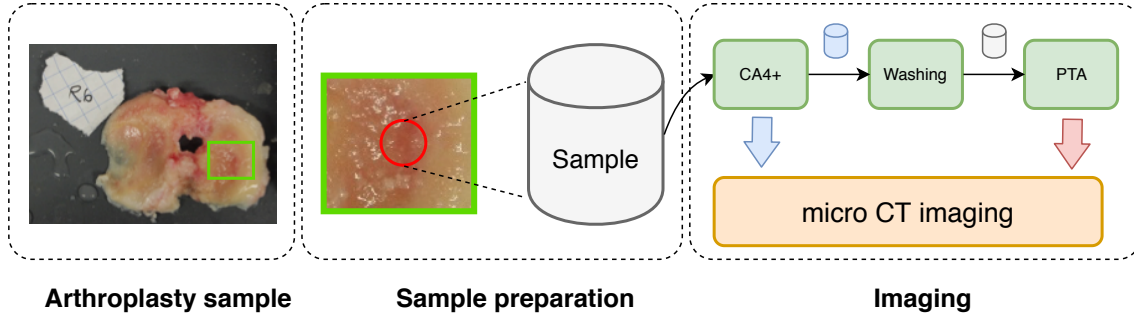 R6
Sample
CA4+
Washing
PTA
micro CT imaging
Arthroplasty sample
Sample preparation
Imaging